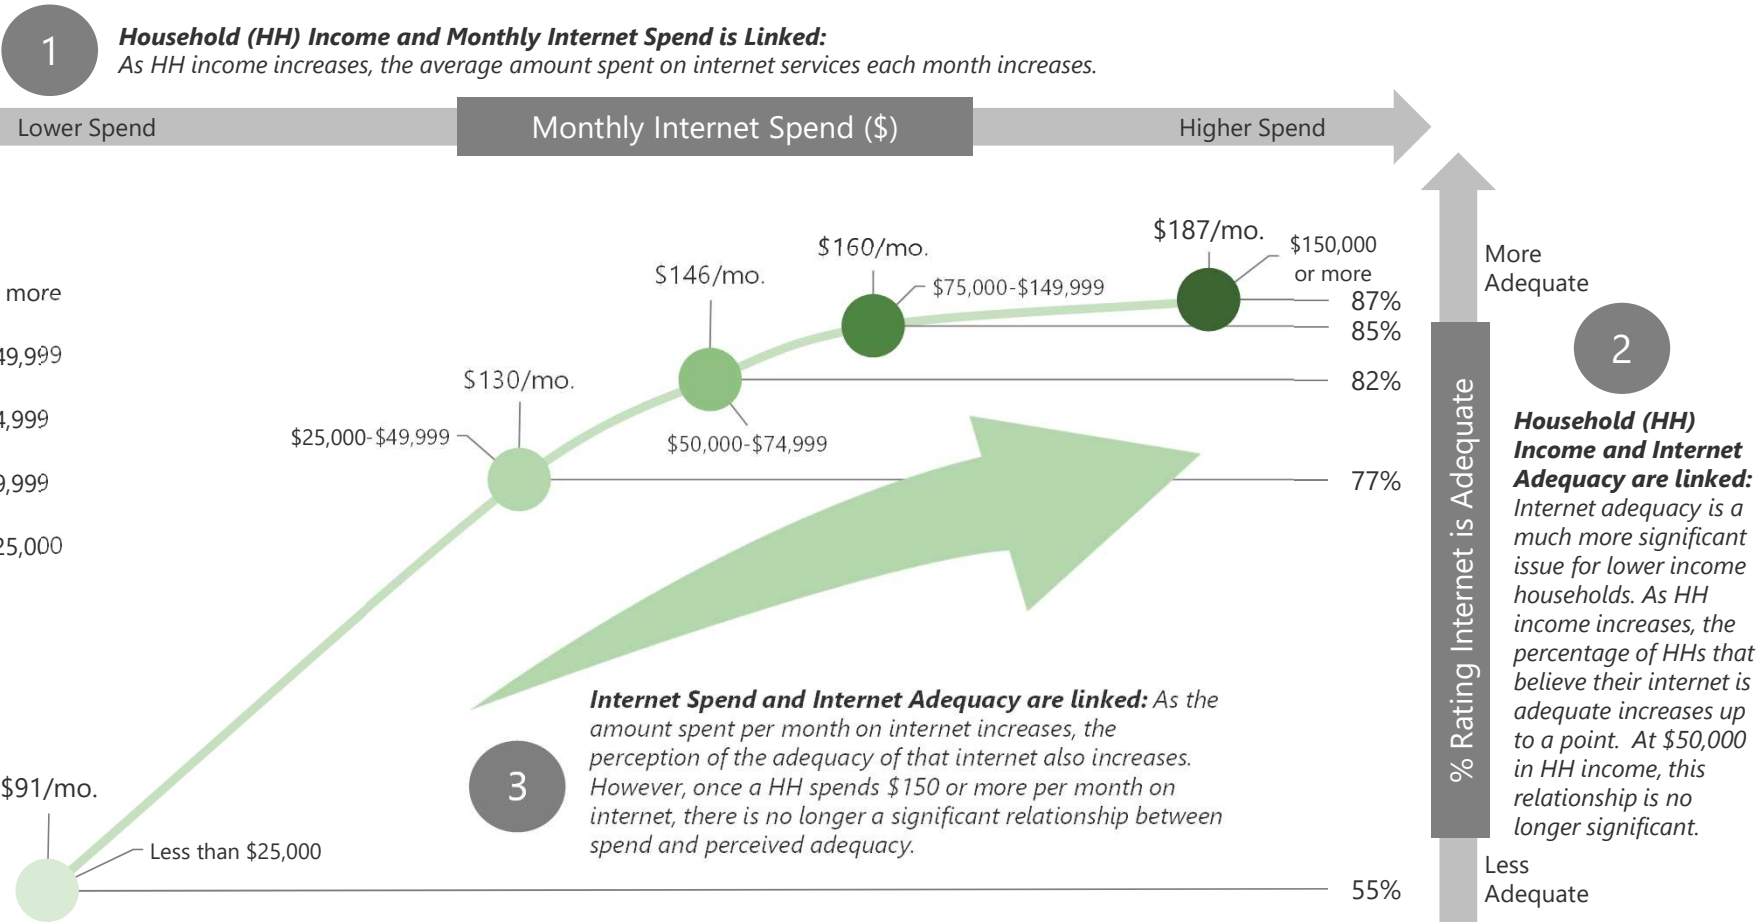 1
Household (HH) Income and Monthly Internet Spend is Linked:
As HH income increases, the average amount spent on internet services each month increases.
Lower Spend
Monthly Internet Spend ($)
Higher Spend
more
49,999
4,999
9,999
25,000
$187/mo.
$150,000
or more
$160/mo.
$75,000-$149,999
$146/mo.
$50,000-$74,999
$130/mo.
$25,000-$49,999
$91/mo.
Less than $25,000
87%
85%
82%
77%
55%
More
Adequate
% Rating Internet is Adequate
Less
Adequate
2
Household (HH)
Income and Internet
Adequacy are linked:
Internet adequacy is a
much more significant
issue for lower income
households. As HH
income increases, the
percentage of HHs that
believe their internet is
adequate increases up
to a point. At $50,000
in HH income, this
relationship is no
longer significant.
3
Internet Spend and Internet Adequacy are linked: As the
amount spent per month on internet increases, the
perception of the adequacy of that internet also increases.
However, once a HH spends $150 or more per month on
internet, there is no longer a significant relationship between
spend and perceived adequacy.